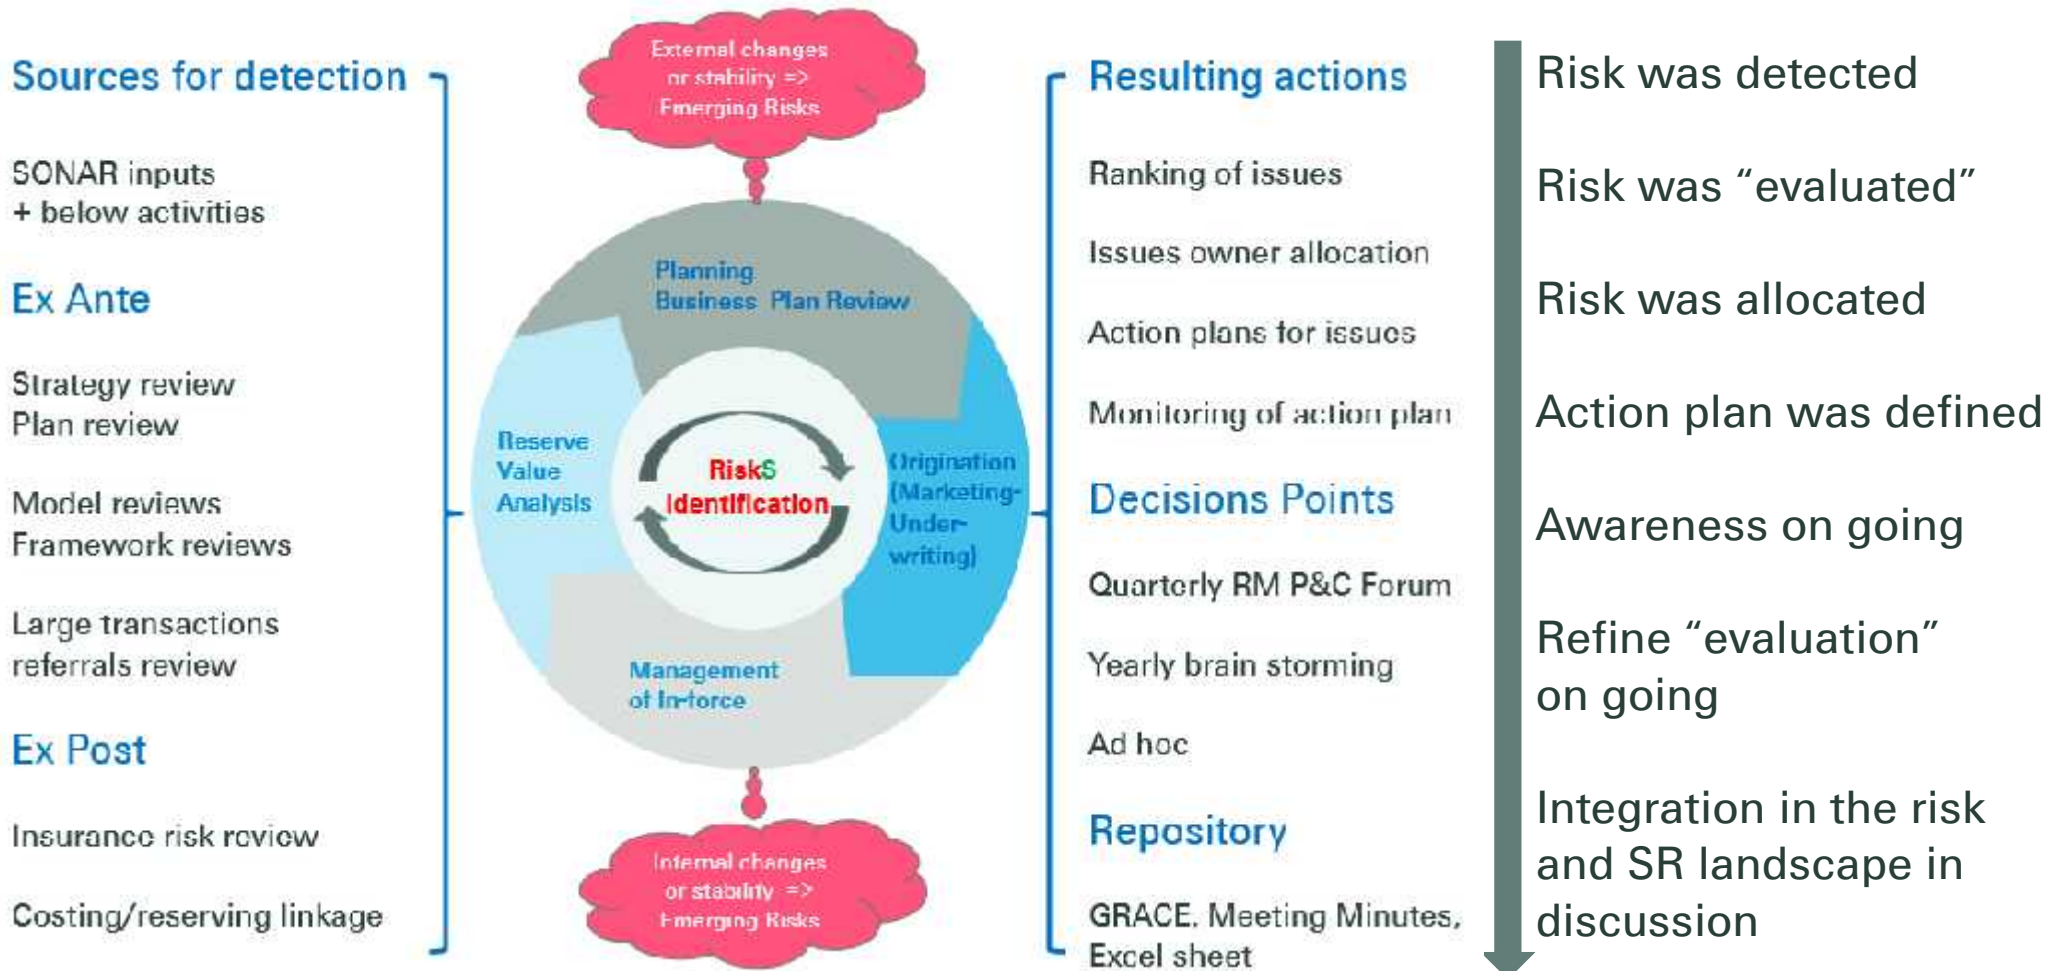 Sources for detection
SONAR inputs
+ below activities
Ex Ante
Strategy review
Plan review
Model reviews
Framework reviews
Large transactions
referrals review
Ex Post
Insurance risk review
Costing/reserving linkage
External changes
or stability =>
Emerging Risks
Planning
Business Plan Review
Reserve
Value
Analysis
RiskS
Identification
Origination
(Marketing-
Under-
writing)
Management
of In-force
Internal changes
or stability =>
Emerging Risks
Resulting actions
Ranking of issues
Issues owner allocation
Action plans for issues
Monitoring of action plan
Decisions Points
Quarterly RM P&C Forum
Yearly brain storming
Ad hoc
Repository
GRACE, Meeting Minutes,
Excel sheet
Risk was detected
Risk was “evaluated”
Risk was allocated
Action plan was defined
Awareness on going
Refine “evaluation”
on going
Integration in the risk
and SR landscape in
discussion